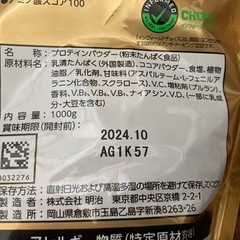 アミノ酸スコア100
INFORMED
CHOICE
名称: プロテインパウダー(粉末たんぱく食品)
原材料名: 乳清たんぱく(外国製造)、ココアパウダー、食塩、植物
油脂/乳化剤、甘味料(アスパルテーム・L-フェニルアラ
ニン化合物、スクラロース)、V.C、増粘剤(プルラン)、
香料、V.B₂、V.B₆、V.B₁、ナイアシン、V.D、(一部に乳成
分・大豆を含む)
内容量: 1000g
賞味期限(開封前):
2024.10
AG1K57
0032276
保存方法: 直射日光および高温多湿の場所を避けて保存してください
販売者: 株式会社 明治
東京都中央区京橋2-2-1
製造所: 岡山県倉敷市玉島乙島字新湊8263-26
アレルギー物質(特定原材料